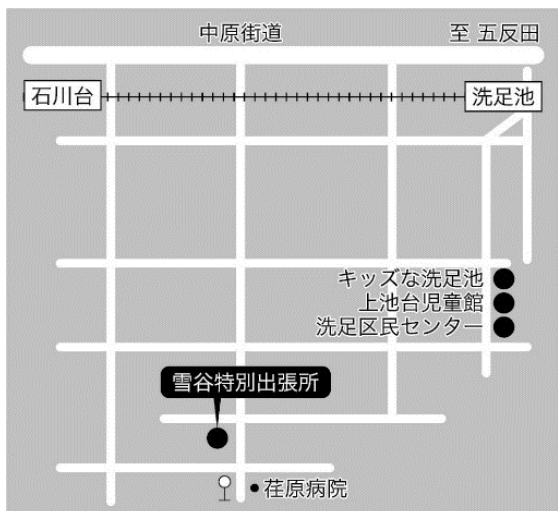 中原街道
至 五反田
石川台
洗足池
キッズな洗足池
上池台児童館
洗足区民センター
雪谷特別出張所
荏原病院